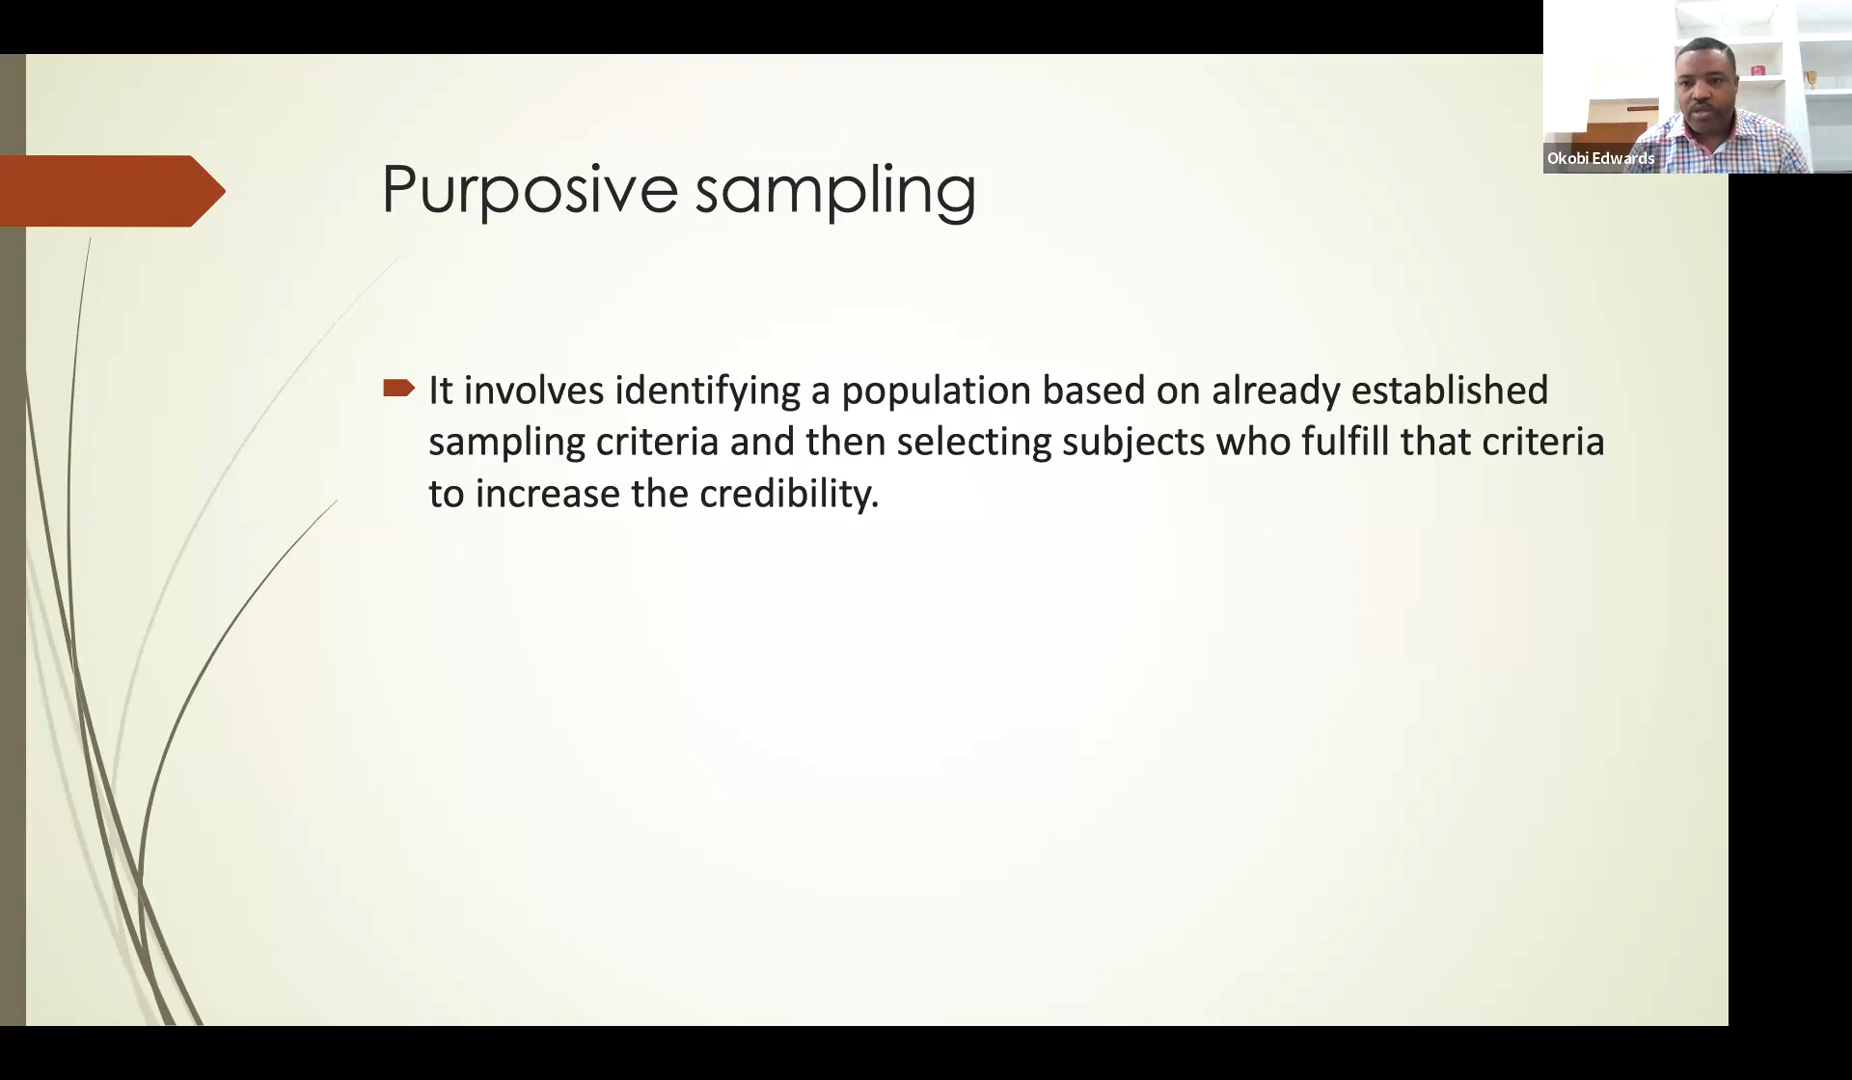 Okobi Edwards
Purposive sampling
It involves identifying a population based on already established
sampling criteria and then selecting subjects who fulfill that criteria
to increase the credibility.